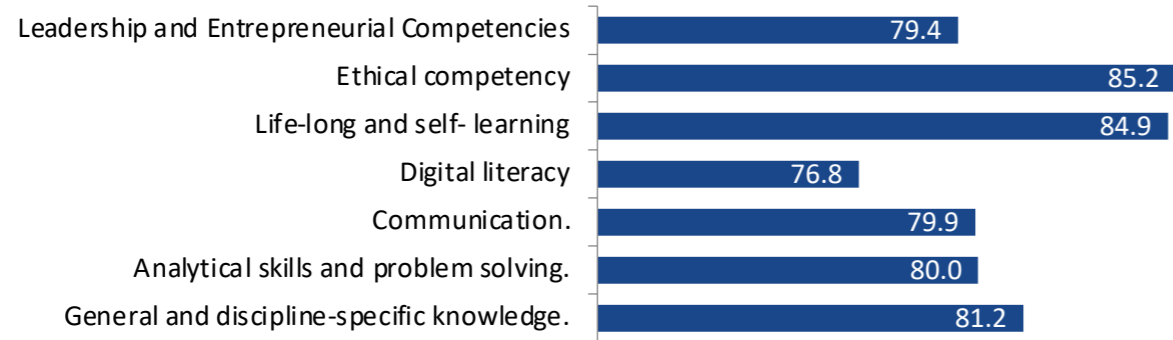 Leadership and Entrepreneurial Competencies 79.4
Ethical competency 85.2
Life-long and self- learning 84.9
Digital literacy 76.8
Communication. 79.9
Analytical skills and problem solving. 80.0
General and discipline-specific knowledge. 81.2